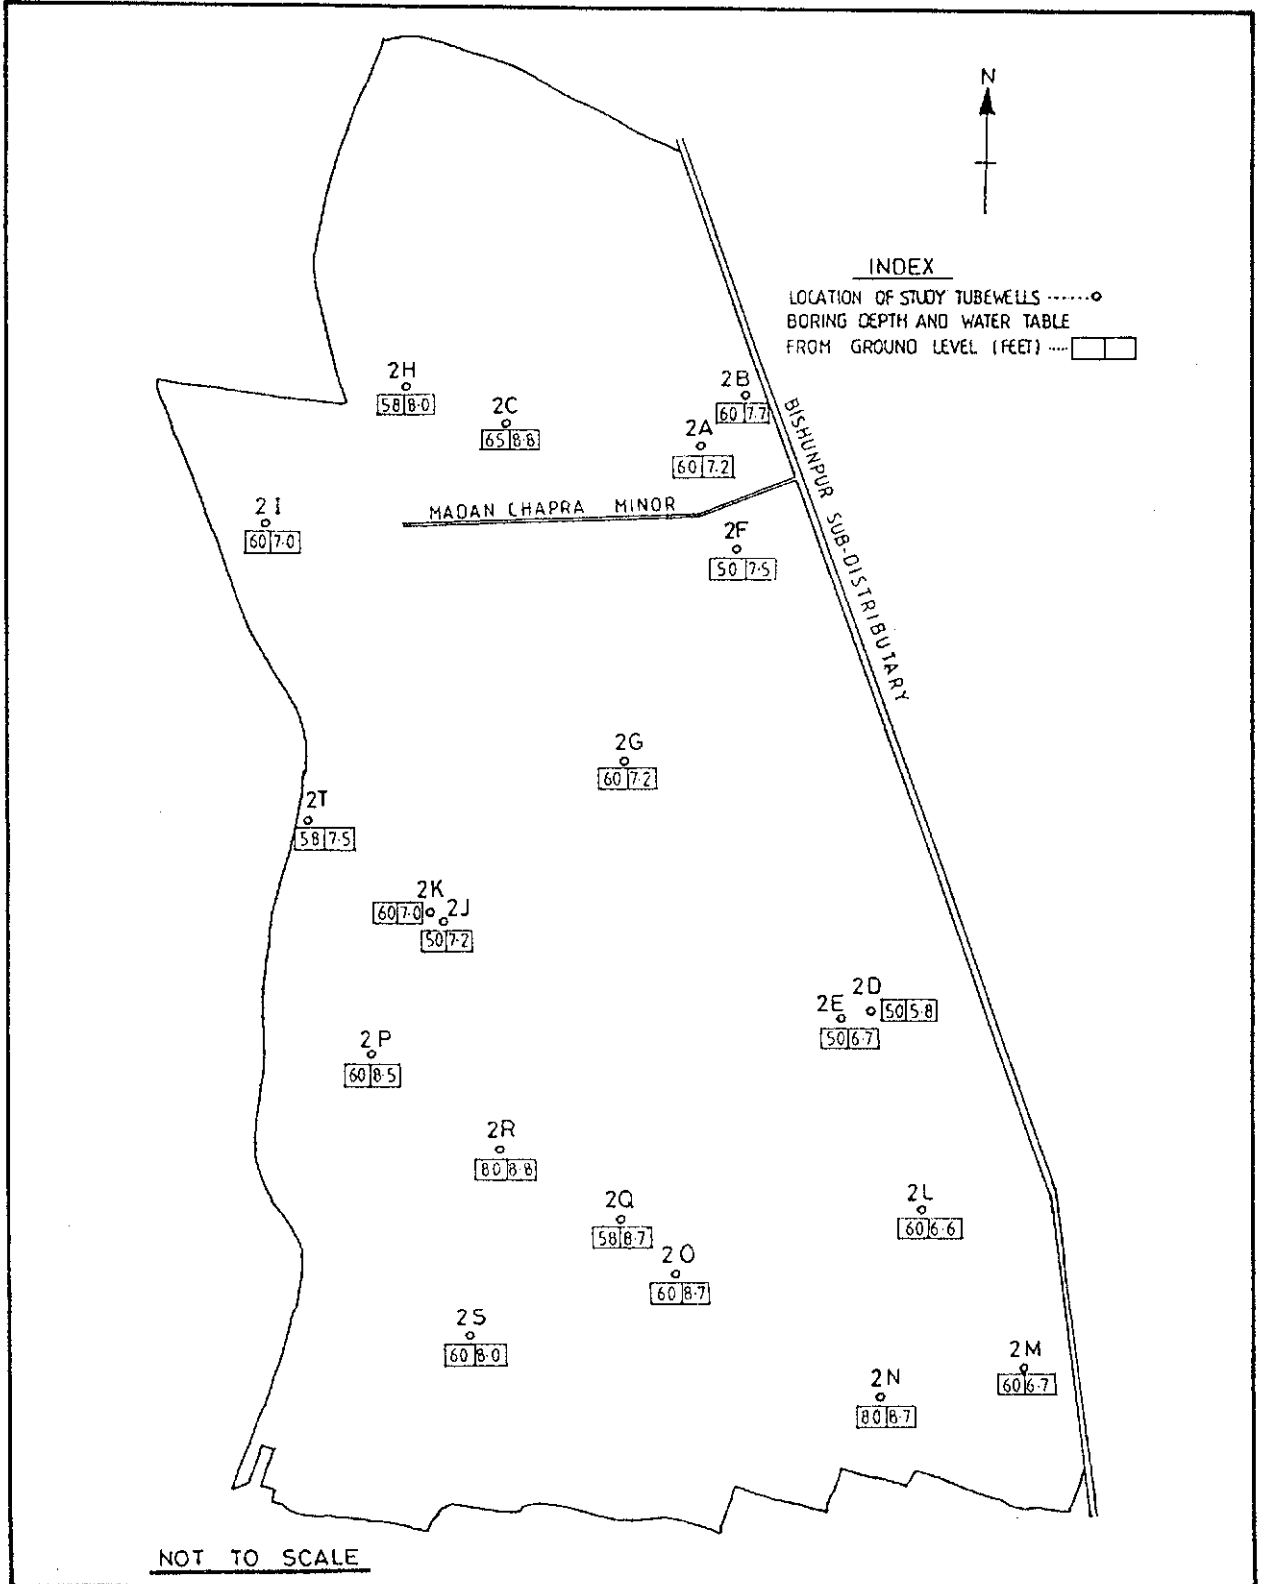 N
INDEX
LOCATION OF STUDY TUBEWELLS ......
BORING DEPTH AND WATER TABLE
FROM GROUND LEVEL (FEET) ....
2H
58 8.0
2C
65 8.8
2B
60 7.7
2A
60 7.2
BISHUNPUR SUB-DISTRIBUTARY
MADAN CHAPRA MINOR
2I
60 7.0
2F
50 7.5
2G
60 7.2
2T
58 7.5
2K
60 7.0
2J
50 7.2
2D
50 5.8
2E
50 6.7
2P
60 8.5
2R
80 8.8
2Q
58 8.7
2L
60 6.6
2O
60 8.7
2S
60 8.0
2M
60 6.7
2N
80 8.7
NOT TO SCALE